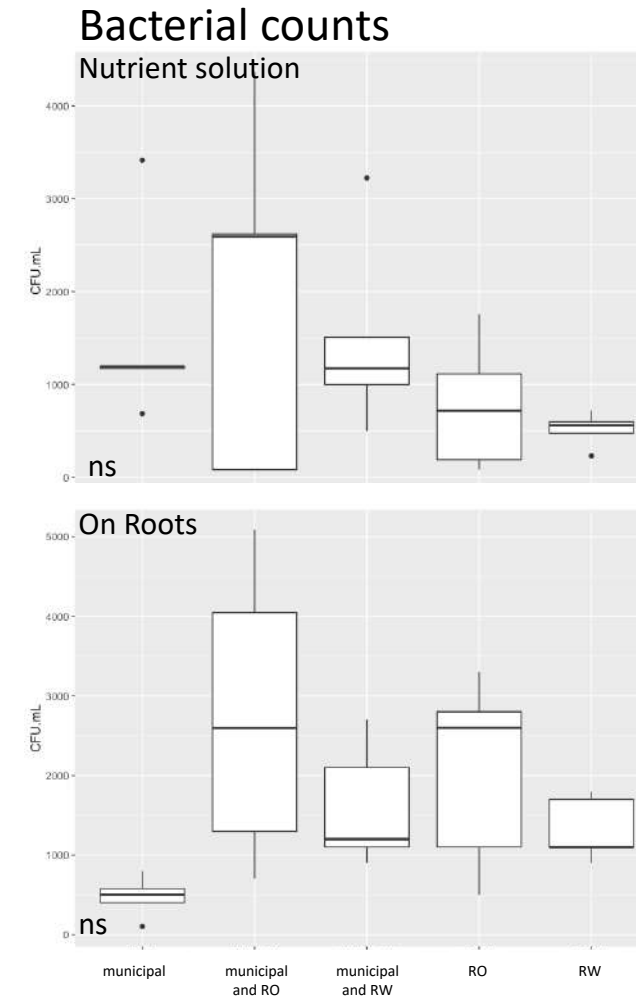 Bacterial counts
Nutrient solution
4000
3000
CFU.mL
2000
1000
ns
0
On Roots
5000
4000
3000
CFU.mL
2000
1000
ns
0
municipal
municipal
and RO
municipal
and RW
RO
RW